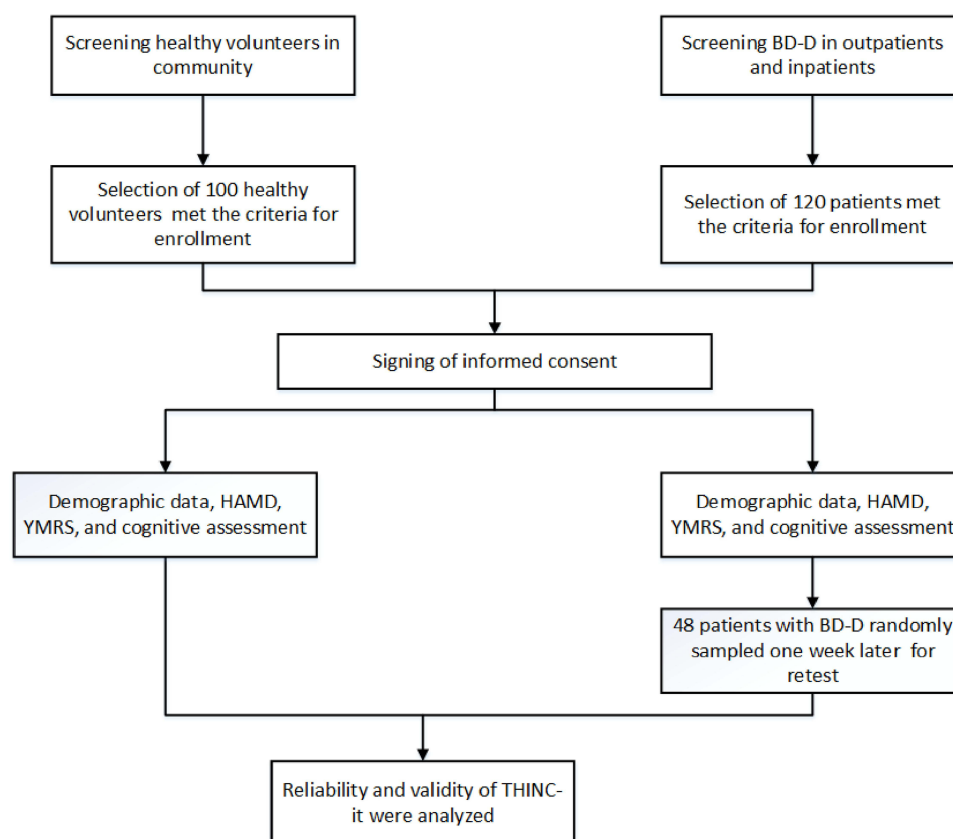 Screening healthy volunteers in
community
Screening BD-D in outpatients
and inpatients
Selection of 100 healthy
volunteers met the criteria for
enrollment
Selection of 120 patients met
the criteria for enrollment
Signing of informed consent
Demographic data, HAMD,
YMRS, and cognitive assessment
Demographic data, HAMD,
YMRS, and cognitive assessment
48 patients with BD-D randomly
sampled one week later for
retest
Reliability and validity of THINC-
it were analyzed